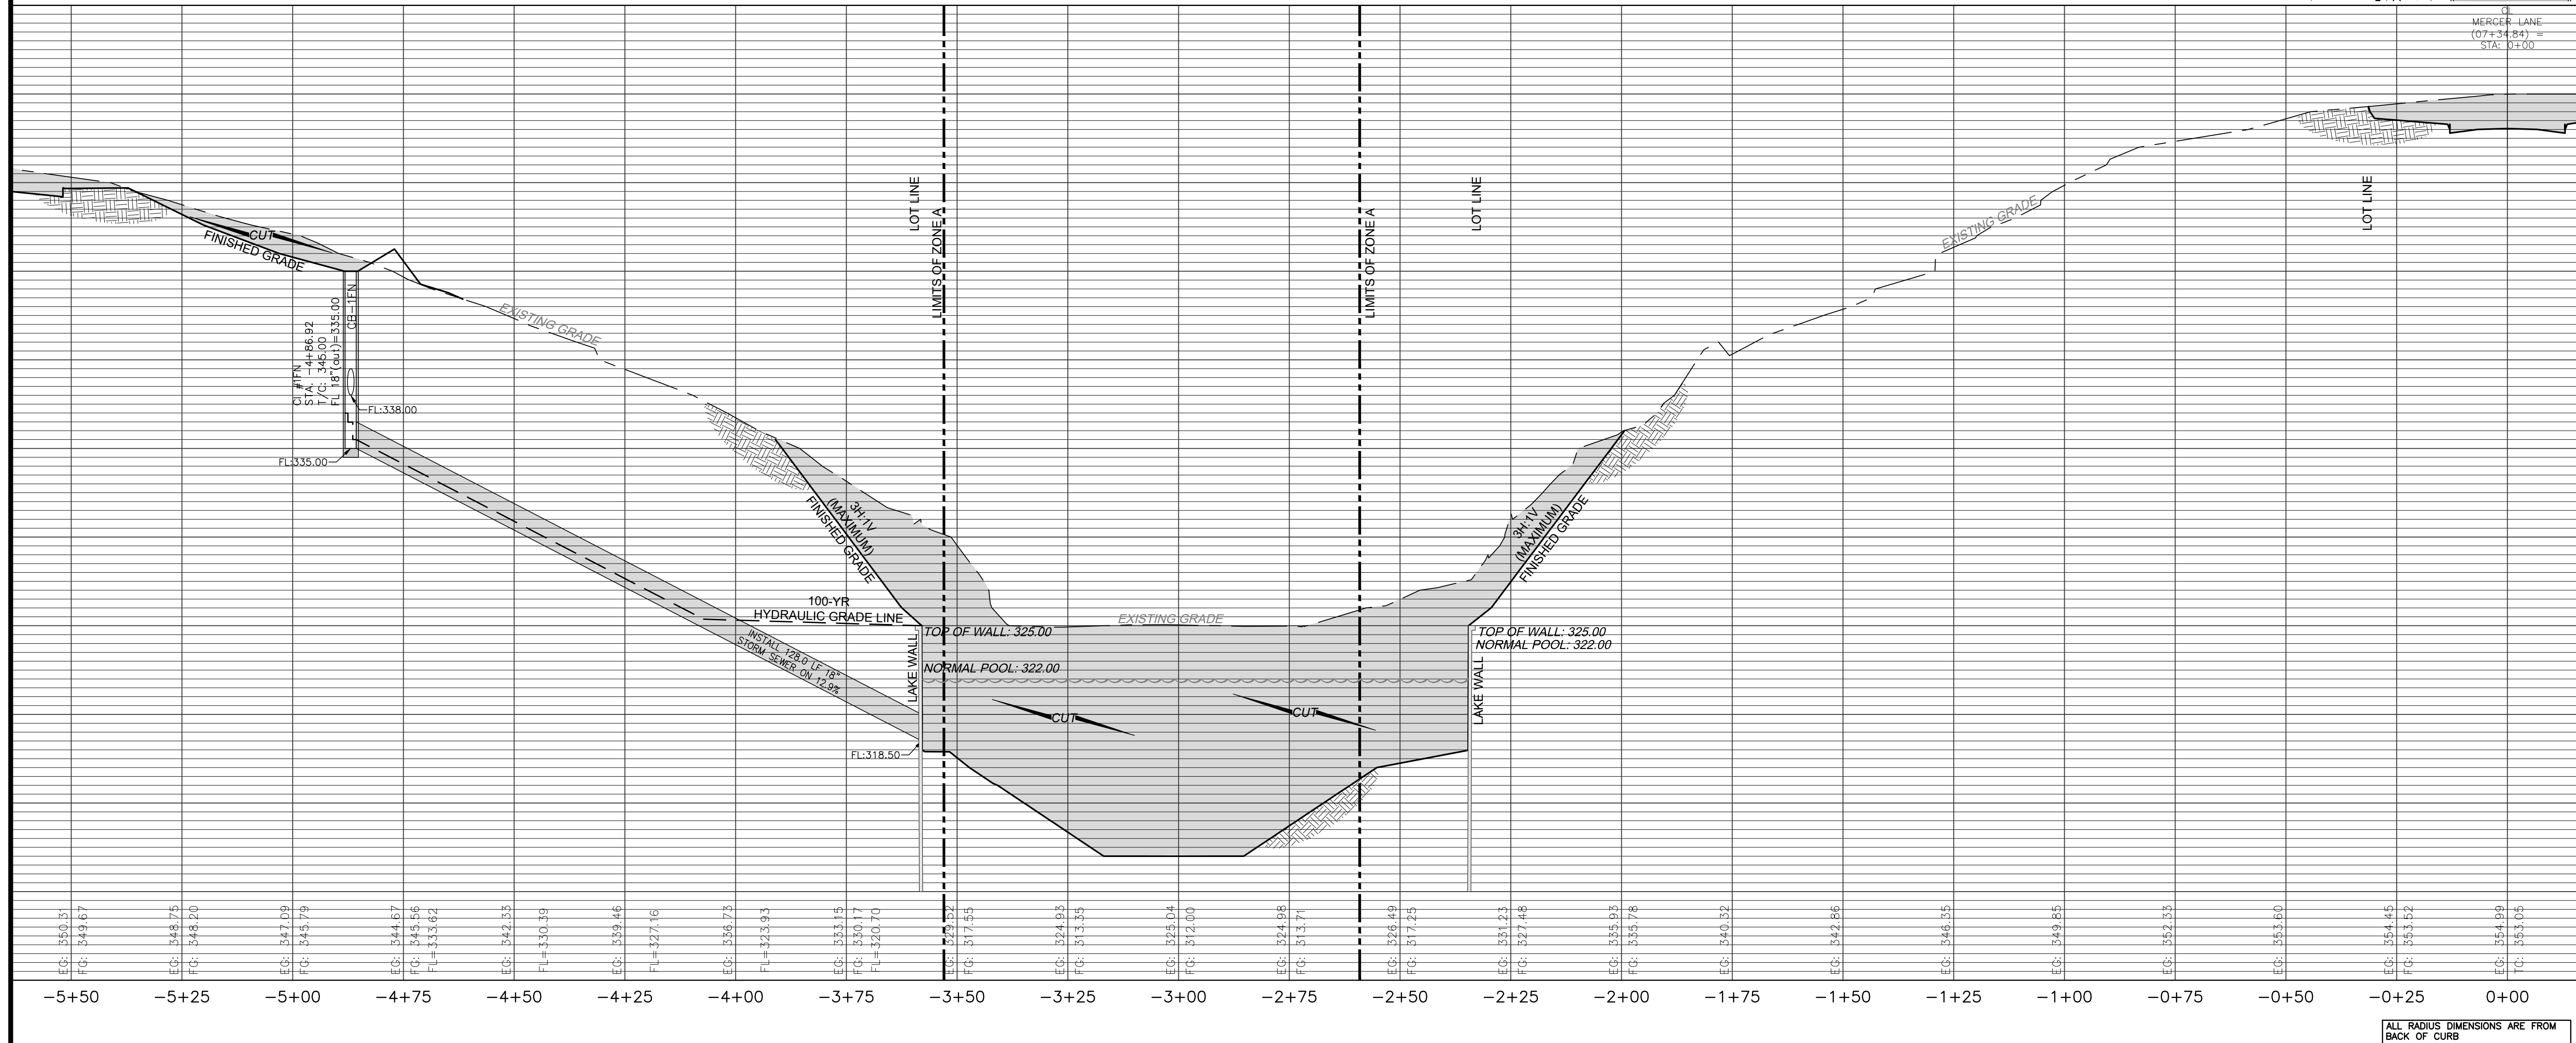 CL
MERCER LANE
(07+34.84) =
STA: 0+00
LOT LINE
LIMITS OF ZONE A
LIMITS OF ZONE A
LOT LINE
LOT LINE
EXISTING GRADE
CUT
FINISHED GRADE
CI #1FN
STA. -4+86.92
T/C: 345.00
FL 18"(out)=335.00
CB-1FN
FL:338.00
FL:335.00
EXISTING GRADE
3H:1V
(MAXIMUM)
FINISHED GRADE
3H:1V
(MAXIMUM)
FINISHED GRADE
100-YR
HYDRAULIC GRADE LINE
EXISTING GRADE
TOP OF WALL: 325.00
NORMAL POOL: 322.00
TOP OF WALL: 325.00
NORMAL POOL: 322.00
INSTALL 128.0 LF 18"
STORM SEWER ON 12.9%
LAKE WALL
LAKE WALL
CUT
CUT
FL:318.50
EG: 350.31
FG: 349.67
EG: 348.75
FG: 348.20
EG: 347.09
FG: 345.79
EG: 344.67
FG: 345.56
FL=333.62
EG: 342.33
FL=330.39
EG: 339.46
FL=327.16
EG: 336.73
FL=323.93
EG: 333.15
FG: 330.17
FL=320.70
EG: 329.52
FG: 317.55
EG: 324.93
FG: 313.35
EG: 325.04
FG: 312.00
EG: 324.98
FG: 313.71
EG: 326.49
FG: 317.25
EG: 331.23
FG: 327.48
EG: 335.93
FG: 335.78
EG: 340.32
EG: 342.86
EG: 346.35
EG: 349.85
EG: 352.33
EG: 353.60
EG: 354.45
FG: 353.52
EG: 354.99
TC: 353.05
-5+50 -5+25 -5+00 -4+75 -4+50 -4+25 -4+00 -3+75 -3+50 -3+25 -3+00 -2+75 -2+50 -2+25 -2+00 -1+75 -1+50 -1+25 -1+00 -0+75 -0+50 -0+25 0+00
ALL RADIUS DIMENSIONS ARE FROM
BACK OF CURB